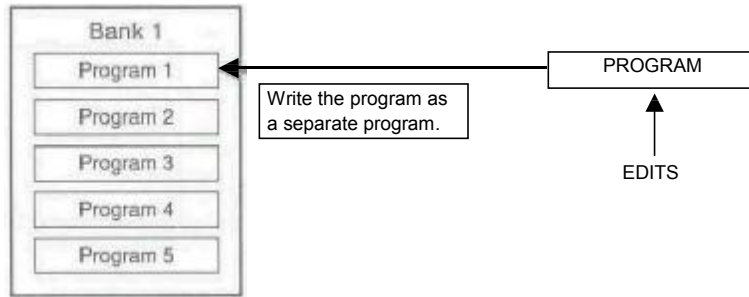 Bank 1
Program 1
Program 2
Program 3
Program 4
Program 5
Write the program as
a separate program.
PROGRAM
EDITS